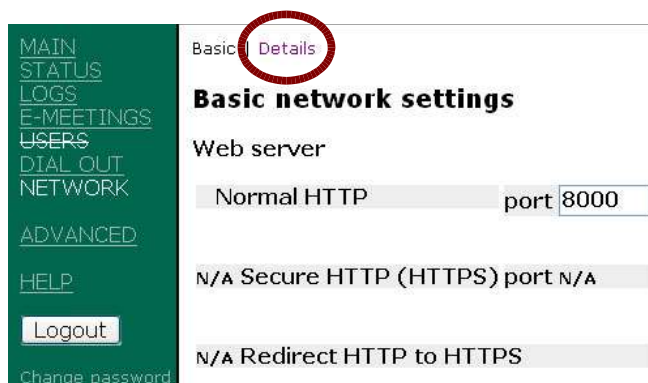 MAIN
STATUS
LOGS
E-MEETINGS
USERS
DIAL OUT
NETWORK
ADVANCED
HELP
Logout
Change password
Basic | Details
Basic network settings
Web server
Normal HTTP port 8000
N/A Secure HTTP (HTTPS) port N/A
N/A Redirect HTTP to HTTPS